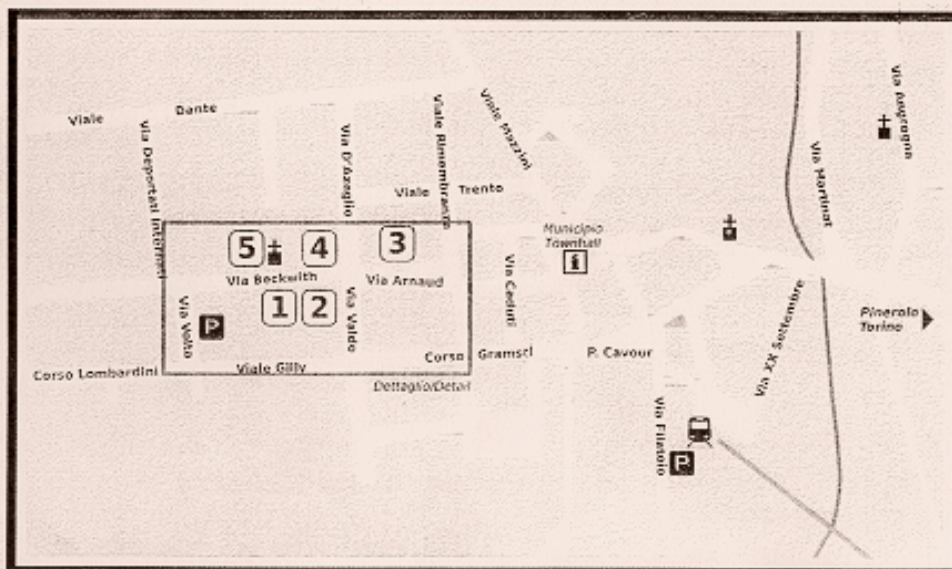 Viale Dante
Via Deportati Internati
Via D'Azeglio
Viale Rimembranza
Viale Mazzini
Viale Trento
Via Martinat
Via Angrogna
5
4
3
Municipio
Townhall
i
Via Beckwith
Via Arnaud
Via Caduti
1
2
Via Volto
P
Via Valdo
Via XX Settembre
Pinerolo
Torino
Corso Gramsci
P. Cavour
Corso Lombardini
Viale Gilly
Dettaglio/Detail
Via Filatoio
P